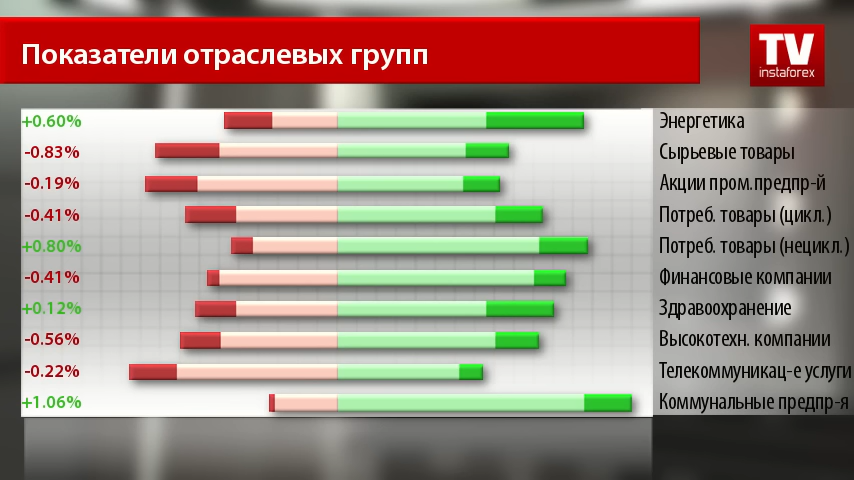 Показатели отраслевых групп
TV
instaforex
+0.60% Энергетика
-0.83% Сырьевые товары
-0.19% Акции пром.предпр-й
-0.41% Потреб. товары (цикл.)
+0.80% Потреб. товары (нецикл.)
-0.41% Финансовые компании
+0.12% Здравоохранение
-0.56% Высокотехн. компании
-0.22% Телекоммуникац-е услуги
+1.06% Коммунальные предпр-я